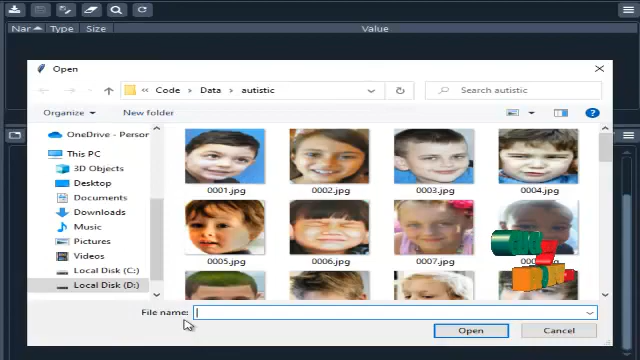 Nar Type Size Value
Open
Code Data autistic Search autistic
Organize New folder
OneDrive - Person
This PC
3D Objects
Desktop
Documents
Downloads
Music
Pictures
Videos
Local Disk (C:)
Local Disk (D:)
0001.jpg 0002.jpg 0003.jpg 0004.jpg
0005.jpg 0006.jpg 0007.jpg
File name:
Open Cancel